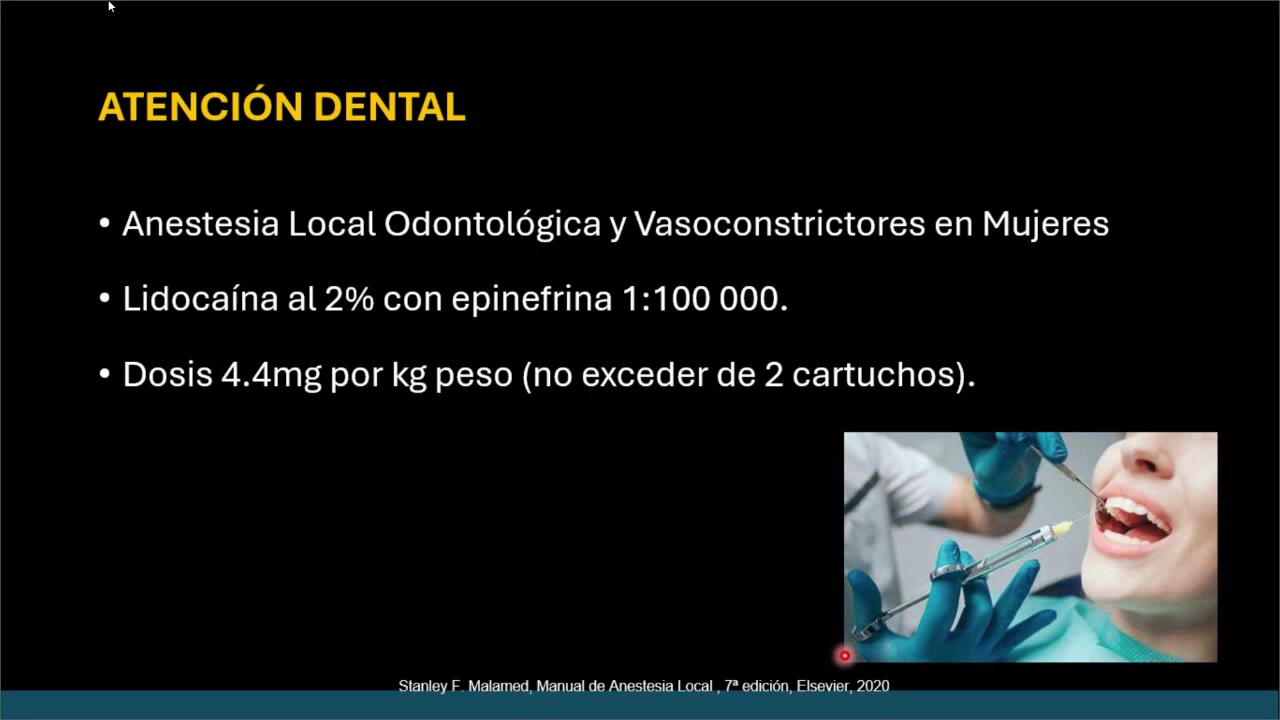 ATENCIÓN DENTAL
• Anestesia Local Odontológica y Vasoconstrictores en Mujeres
• Lidocaína al 2% con epinefrina 1:100 000.
• Dosis 4.4mg por kg peso (no exceder de 2 cartuchos).
Stanley F. Malamed, Manual de Anestesia Local , 7ª edición, Elsevier, 2020